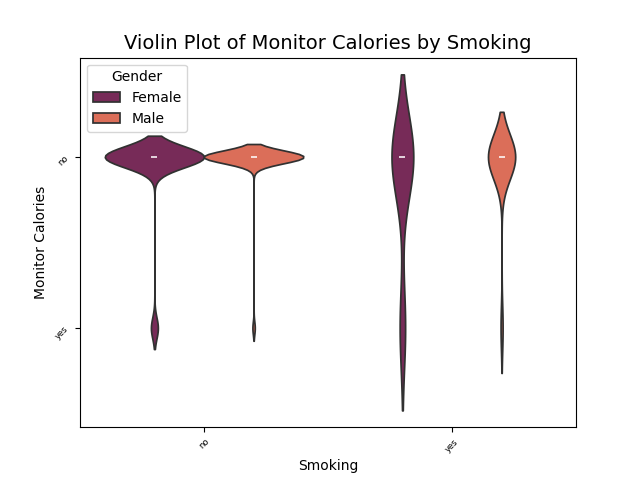 Violin Plot of Monitor Calories by Smoking
Gender
Female
Male
no
yes
Monitor Calories
no
yes
Smoking